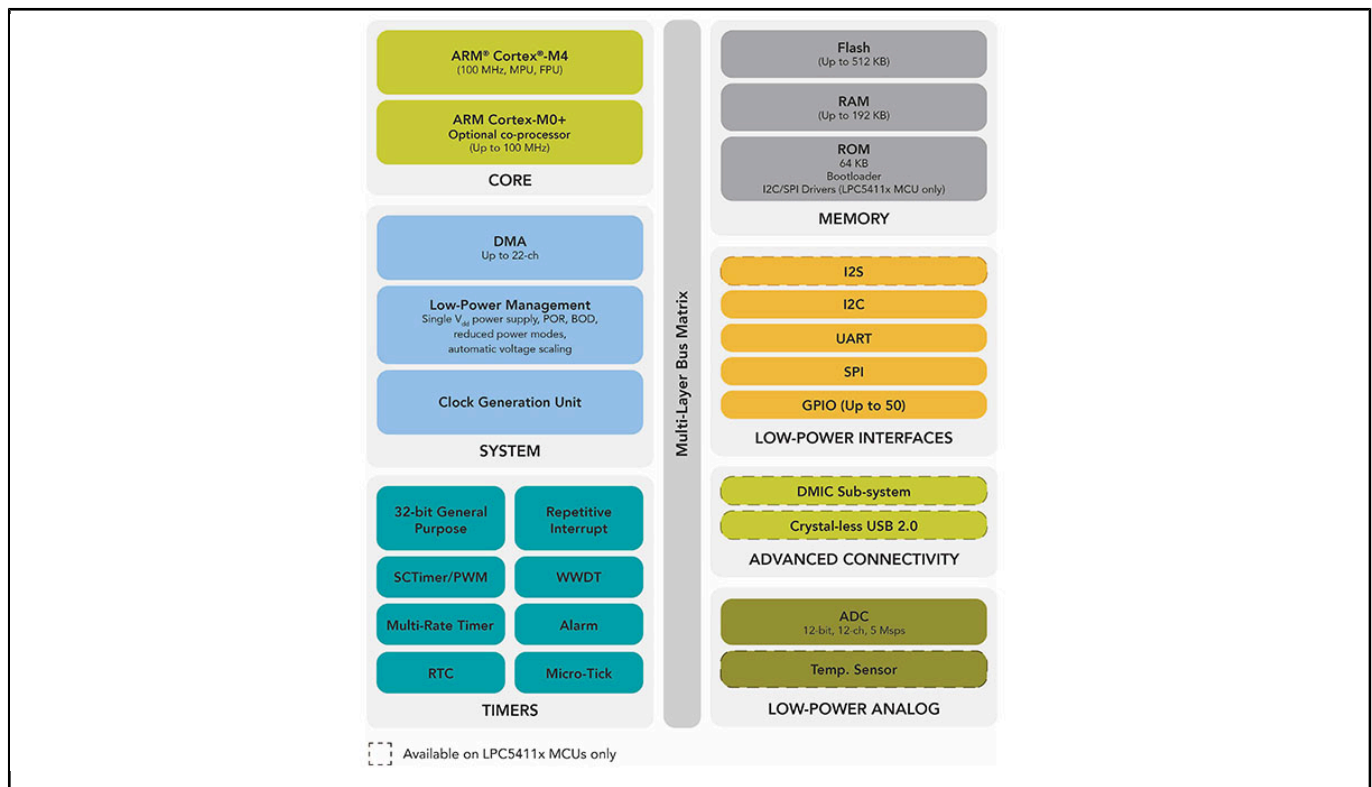 ARM® Cortex®-M4
(100 MHz, MPU, FPU)
ARM Cortex-M0+
Optional co-processor
(Up to 100 MHz)
CORE
DMA
Up to 22-ch
Low-Power Management
Single Vdd power supply, POR, BOD,
reduced power modes,
automatic voltage scaling
Clock Generation Unit
SYSTEM
32-bit General
Purpose
Repetitive
Interrupt
SCTimer/PWM
WWDT
Multi-Rate Timer
Alarm
RTC
Micro-Tick
TIMERS
Multi-Layer Bus Matrix
Flash
(Up to 512 KB)
RAM
(Up to 192 KB)
ROM
64 KB
Bootloader
I2C/SPI Drivers (LPC5411x MCU only)
MEMORY
I2S
I2C
UART
SPI
GPIO (Up to 50)
LOW-POWER INTERFACES
DMIC Sub-system
Crystal-less USB 2.0
ADVANCED CONNECTIVITY
ADC
12-bit, 12-ch, 5 Msps
Temp. Sensor
LOW-POWER ANALOG
Available on LPC5411x MCUs only